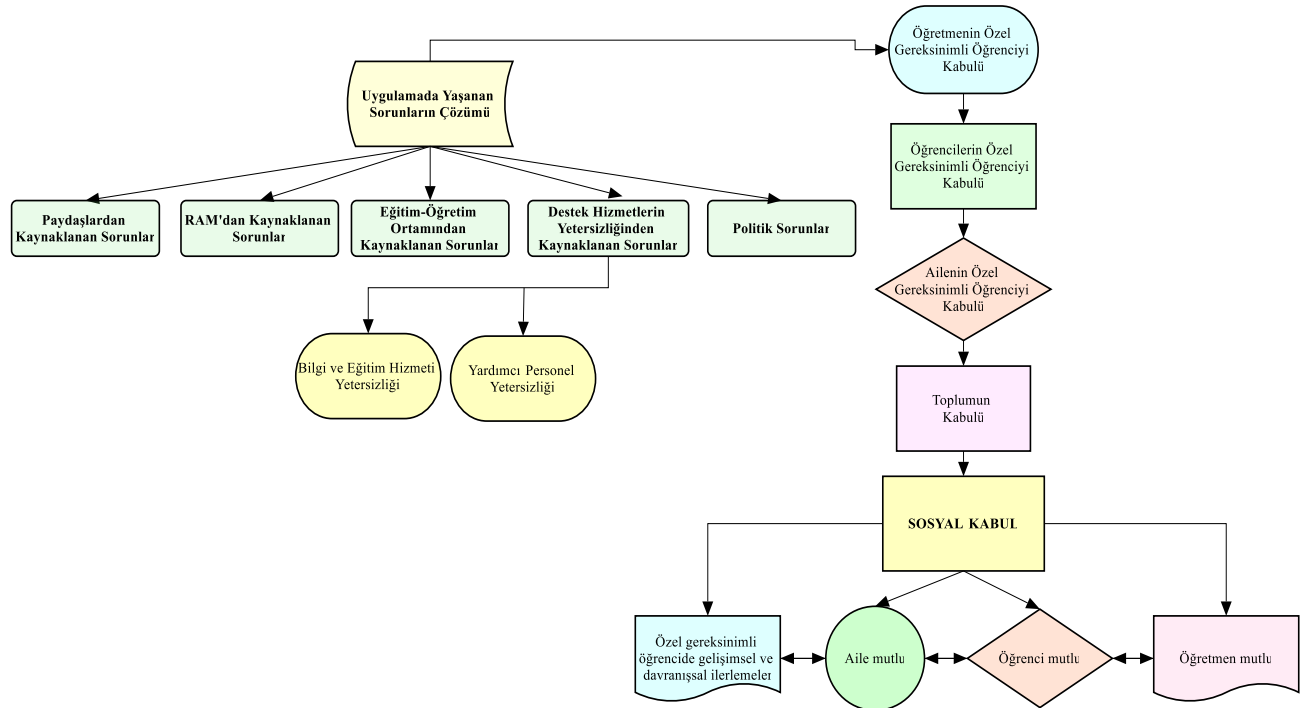 Öğretmenin Özel
Gereksinimli Öğrenciyi
Kabulü
Uygulamada Yaşanan
Sorunların Çözümü
Öğrencilerin Özel
Gereksinimli Öğrenciyi
Kabulü
Paydaşlardan
Kaynaklanan Sorunlar
RAM'dan Kaynaklanan
Sorunlar
Eğitim-Öğretim
Ortamından
Kaynaklanan Sorunlar
Destek Hizmetlerin
Yetersizliğinden
Kaynaklanan Sorunlar
Politik Sorunlar
Ailenin Özel
Gereksinimli Öğrenciyi
Kabulü
Bilgi ve Eğitim Hizmeti
Yetersizliği
Yardımcı Personel
Yetersizliği
Toplumun
Kabulü
SOSYAL KABUL
Özel gereksinimli
öğrencide gelişimsel ve
davranışsal ilerlemeler
Aile mutlu
Öğrenci mutlu
Öğretmen mutlu